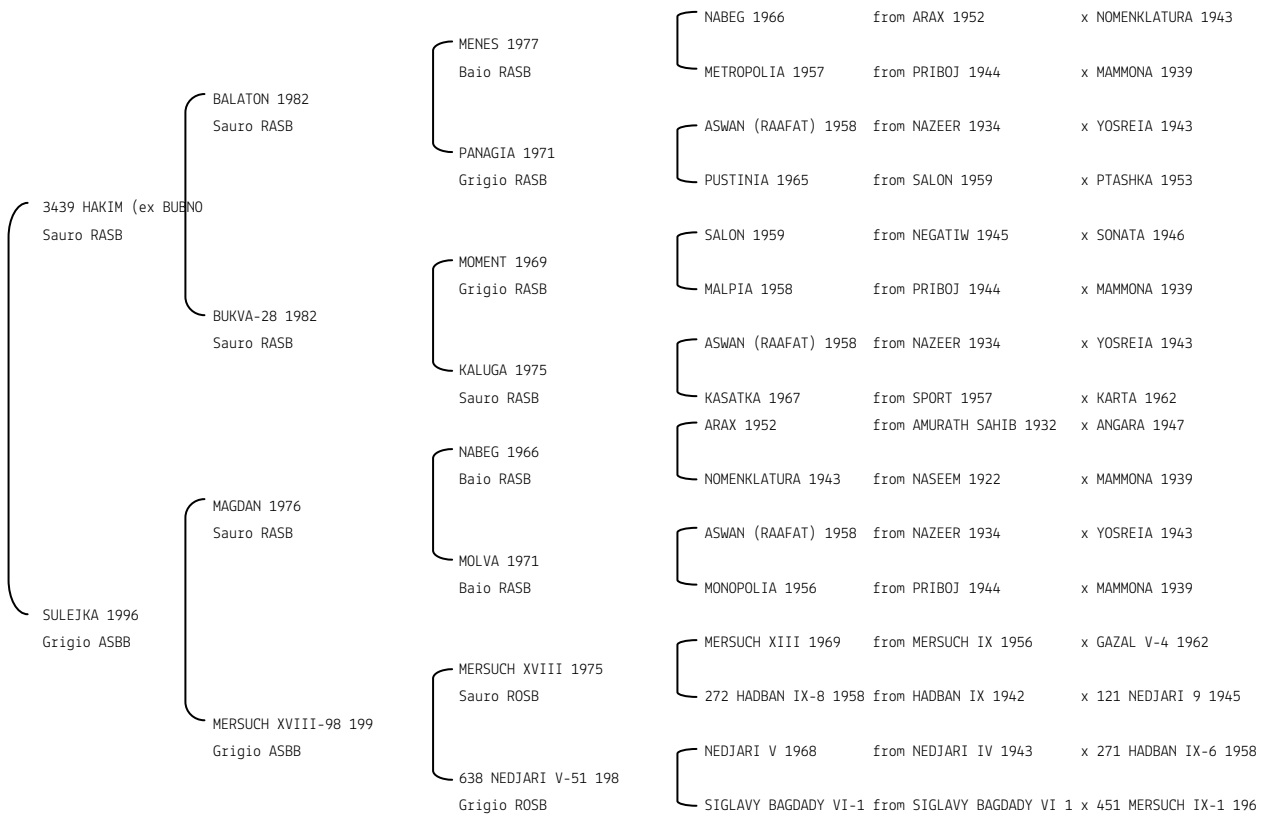 NABEG 1966 from ARAX 1952 x NOMENKLATURA 1943
MENES 1977
Baio RASB
METROPOLIA 1957 from PRIBOJ 1944 x MAMMONA 1939
BALATON 1982
Sauro RASB
ASWAN (RAAFAT) 1958 from NAZEER 1934 x YOSREIA 1943
PANAGIA 1971
Grigio RASB
PUSTINIA 1965 from SALON 1959 x PTASHKA 1953
3439 HAKIM (ex BUBNO
Sauro RASB
SALON 1959 from NEGATIW 1945 x SONATA 1946
MOMENT 1969
Grigio RASB
MALPIA 1958 from PRIBOJ 1944 x MAMMONA 1939
BUKVA-28 1982
Sauro RASB
ASWAN (RAAFAT) 1958 from NAZEER 1934 x YOSREIA 1943
KALUGA 1975
Sauro RASB
KASATKA 1967 from SPORT 1957 x KARTA 1962
ARAX 1952 from AMURATH SAHIB 1932 x ANGARA 1947
NABEG 1966
Baio RASB
NOMENKLATURA 1943 from NASEEM 1922 x MAMMONA 1939
MAGDAN 1976
Sauro RASB
ASWAN (RAAFAT) 1958 from NAZEER 1934 x YOSREIA 1943
MOLVA 1971
Baio RASB
MONOPOLIA 1956 from PRIBOJ 1944 x MAMMONA 1939
SULEJKA 1996
Grigio ASBB
MERSUCH XIII 1969 from MERSUCH IX 1956 x GAZAL V-4 1962
MERSUCH XVIII 1975
Sauro ROSB
272 HADBAN IX-8 1958 from HADBAN IX 1942 x 121 NEDJARI 9 1945
MERSUCH XVIII-98 199
Grigio ASBB
NEDJARI V 1968 from NEDJARI IV 1943 x 271 HADBAN IX-6 1958
638 NEDJARI V-51 198
Grigio ROSB
SIGLAVY BAGDADY VI-1 from SIGLAVY BAGDADY VI 1 x 451 MERSUCH IX-1 196